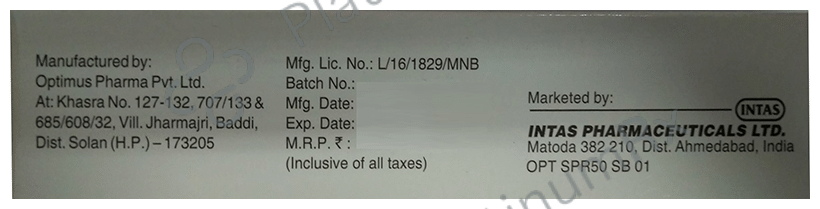 Manufactured by:
Optimus Pharma Pvt. Ltd.
At: Khasra No. 127-132, 707/133 &
685/608/32, Vill. Jharmajri, Baddi,
Dist. Solan (H.P.) – 173205
Mfg. Lic. No.: L/16/1829/MNB
Batch No.:
Mfg. Date:
Exp. Date:
M.R.P. ₹ :
(Inclusive of all taxes)
Marketed by:
INTAS
INTAS PHARMACEUTICALS LTD.
Matoda 382 210, Dist. Ahmedabad, India
OPT SPR50 SB 01